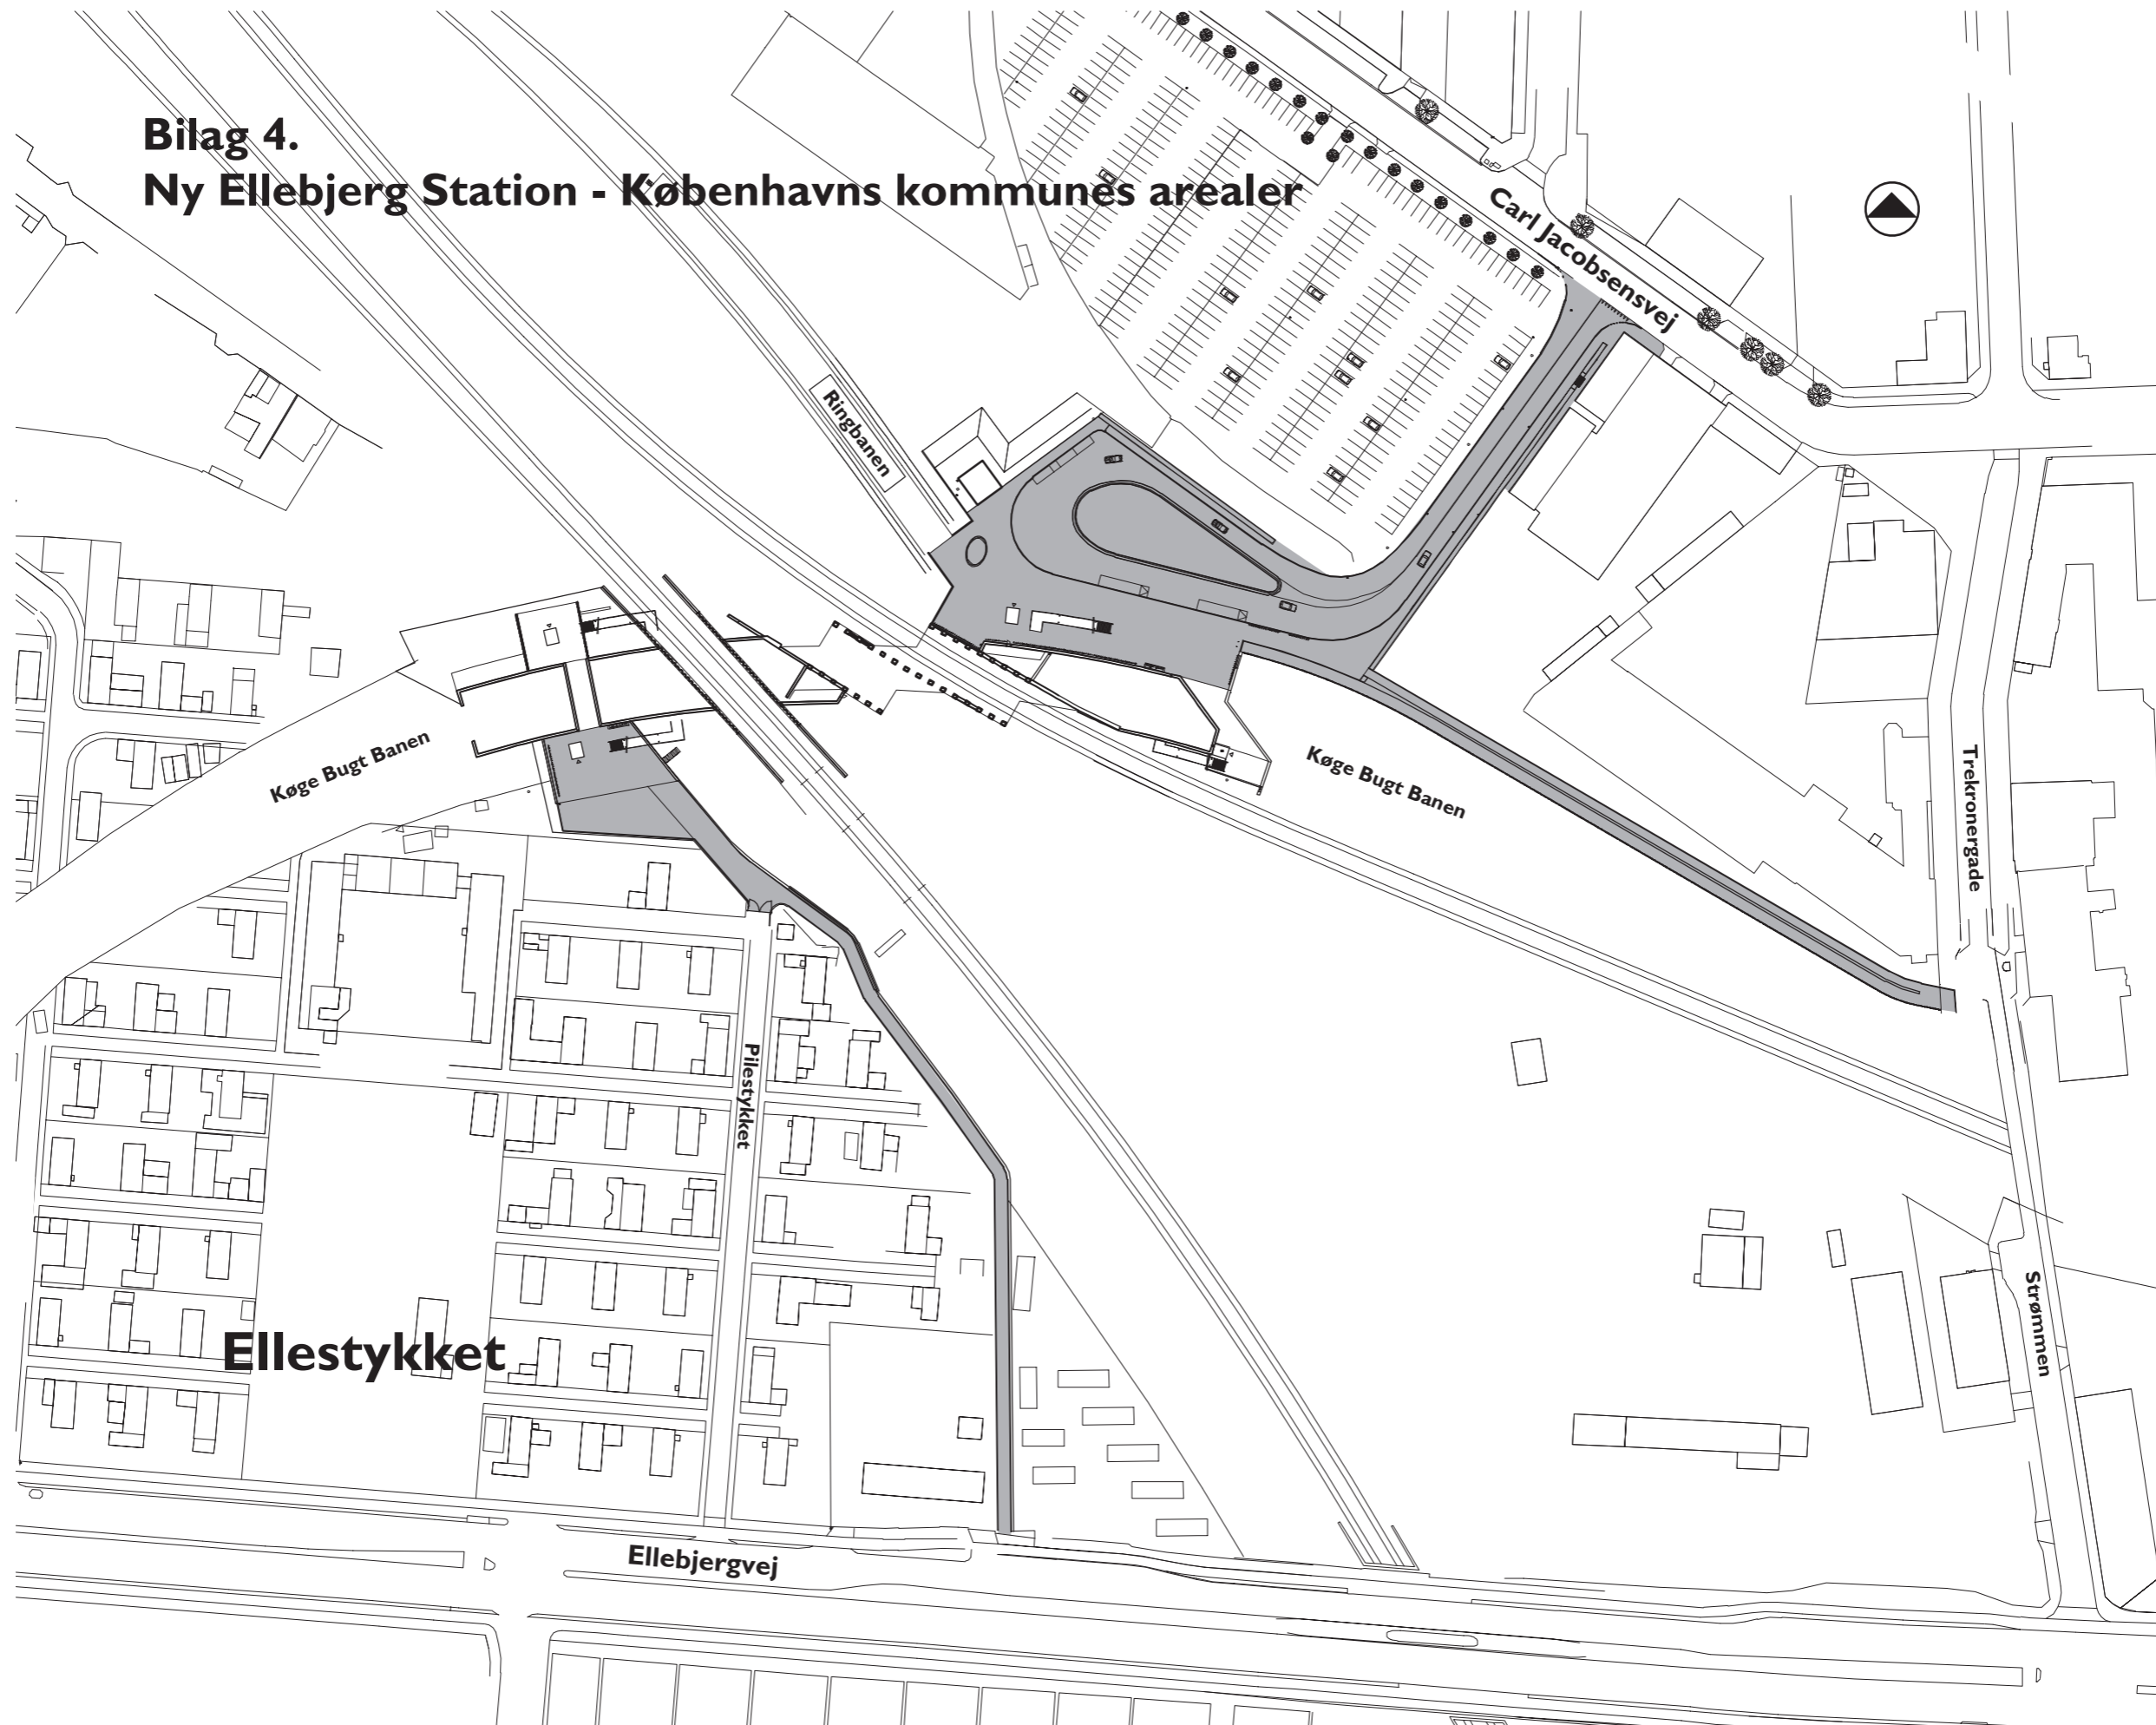 Bilag 4.
Ny Ellebjerg Station - Københavns kommunes arealer
Carl Jacobsensvej
Ringbanen
Køge Bugt Banen
Køge Bugt Banen
Trekronergade
Pilestykket
Ellestykket
Strømmen
Ellebjergvej